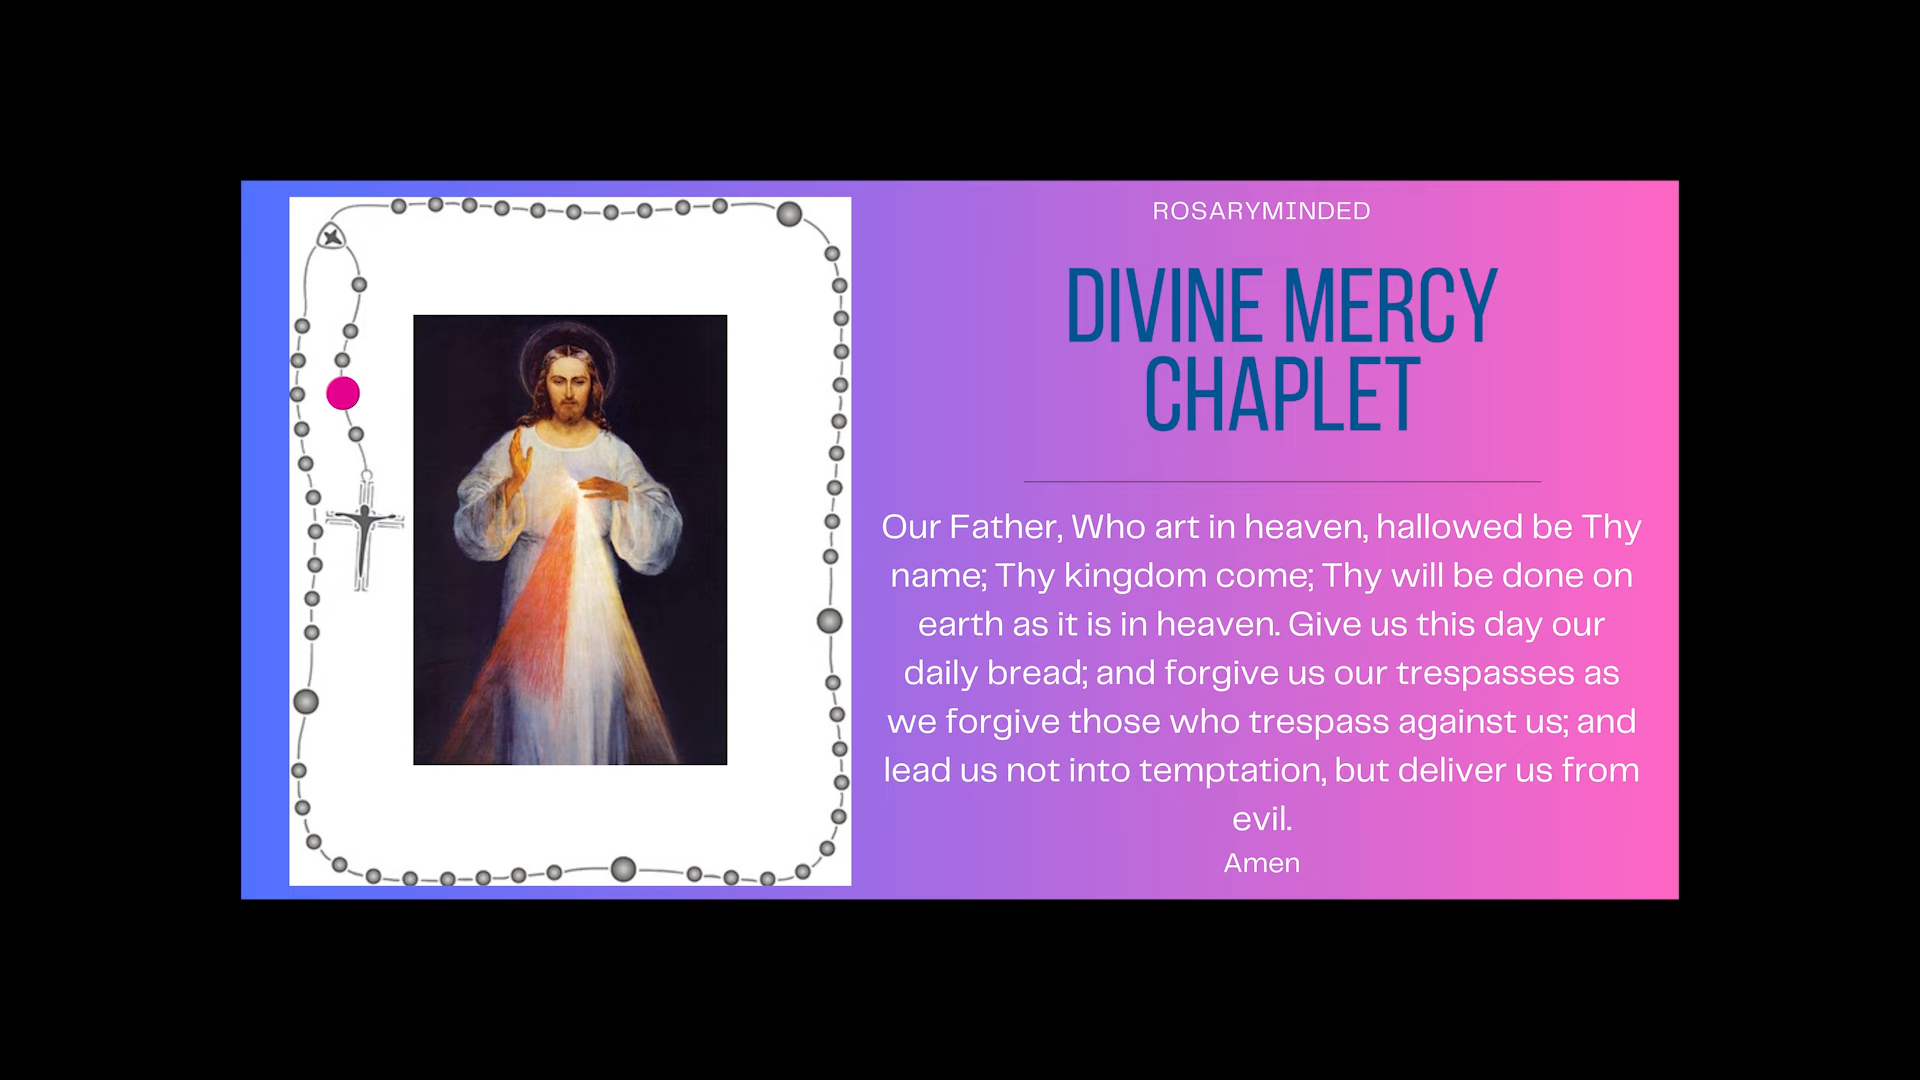 ROSARYMINDED
DIVINE MERCY
CHAPLET
Our Father, Who art in heaven, hallowed be Thy
name; Thy kingdom come; Thy will be done on
earth as it is in heaven. Give us this day our
daily bread; and forgive us our trespasses as
we forgive those who trespass against us; and
lead us not into temptation, but deliver us from
evil.
Amen